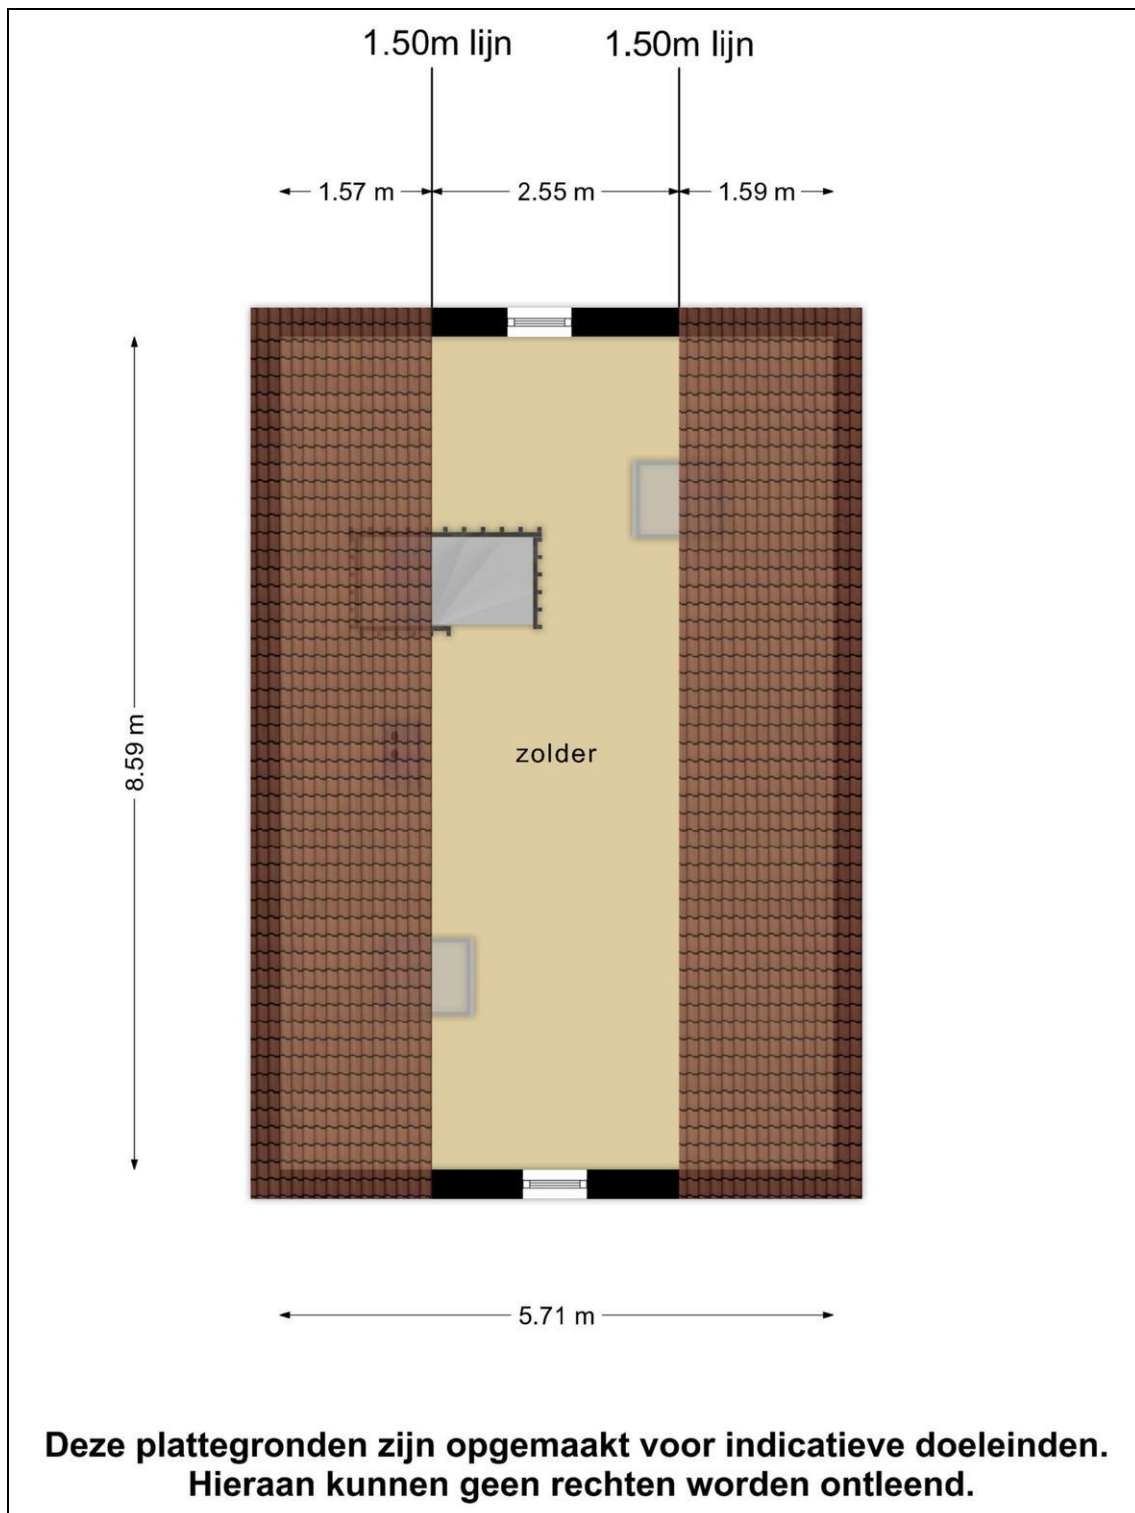 1.50m lijn 1.50m lijn
1.57 m 2.55 m 1.59 m
8.59 m
zolder
5.71 m
Deze plattegronden zijn opgemaakt voor indicatieve doeleinden.
Hieraan kunnen geen rechten worden ontleend.